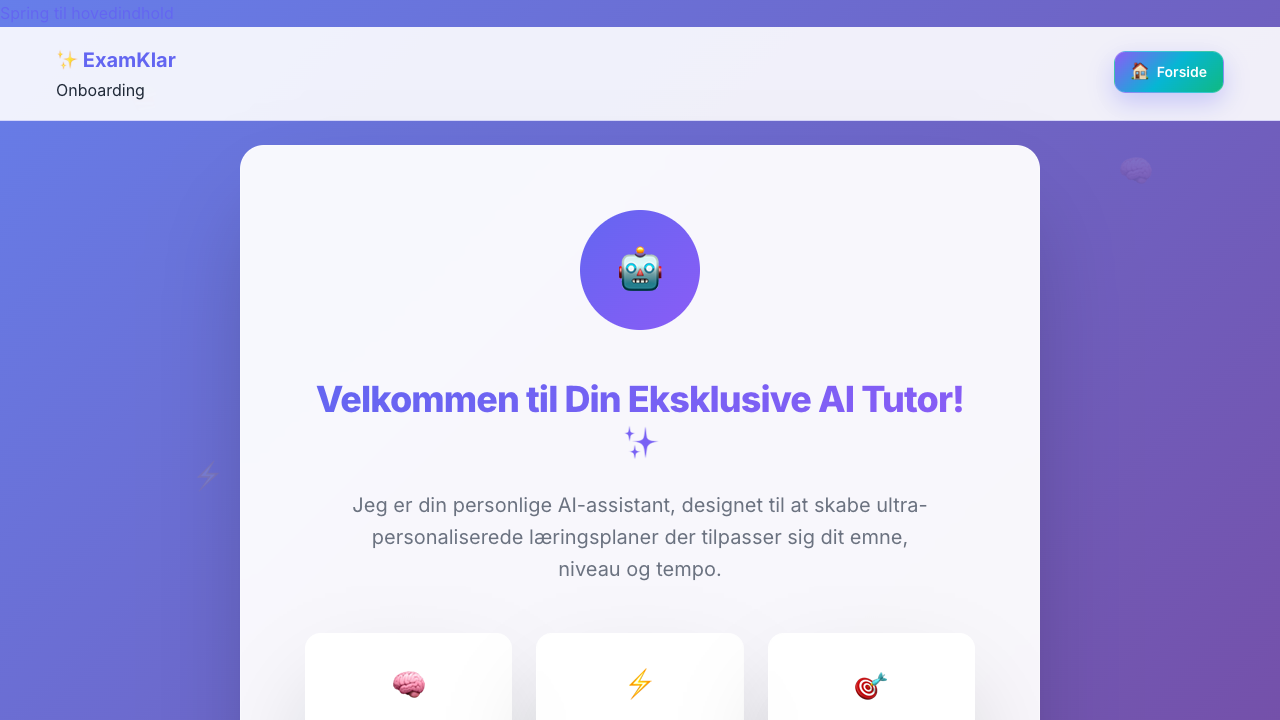 Spring til hovedindhold
✨ ExamKlar
Onboarding
🏠 Forside
Velkommen til Din Eksklusive AI Tutor!
✨
Jeg er din personlige AI-assistant, designet til at skabe ultra-
personaliserede læringsplaner der tilpasser sig dit emne,
niveau og tempo.